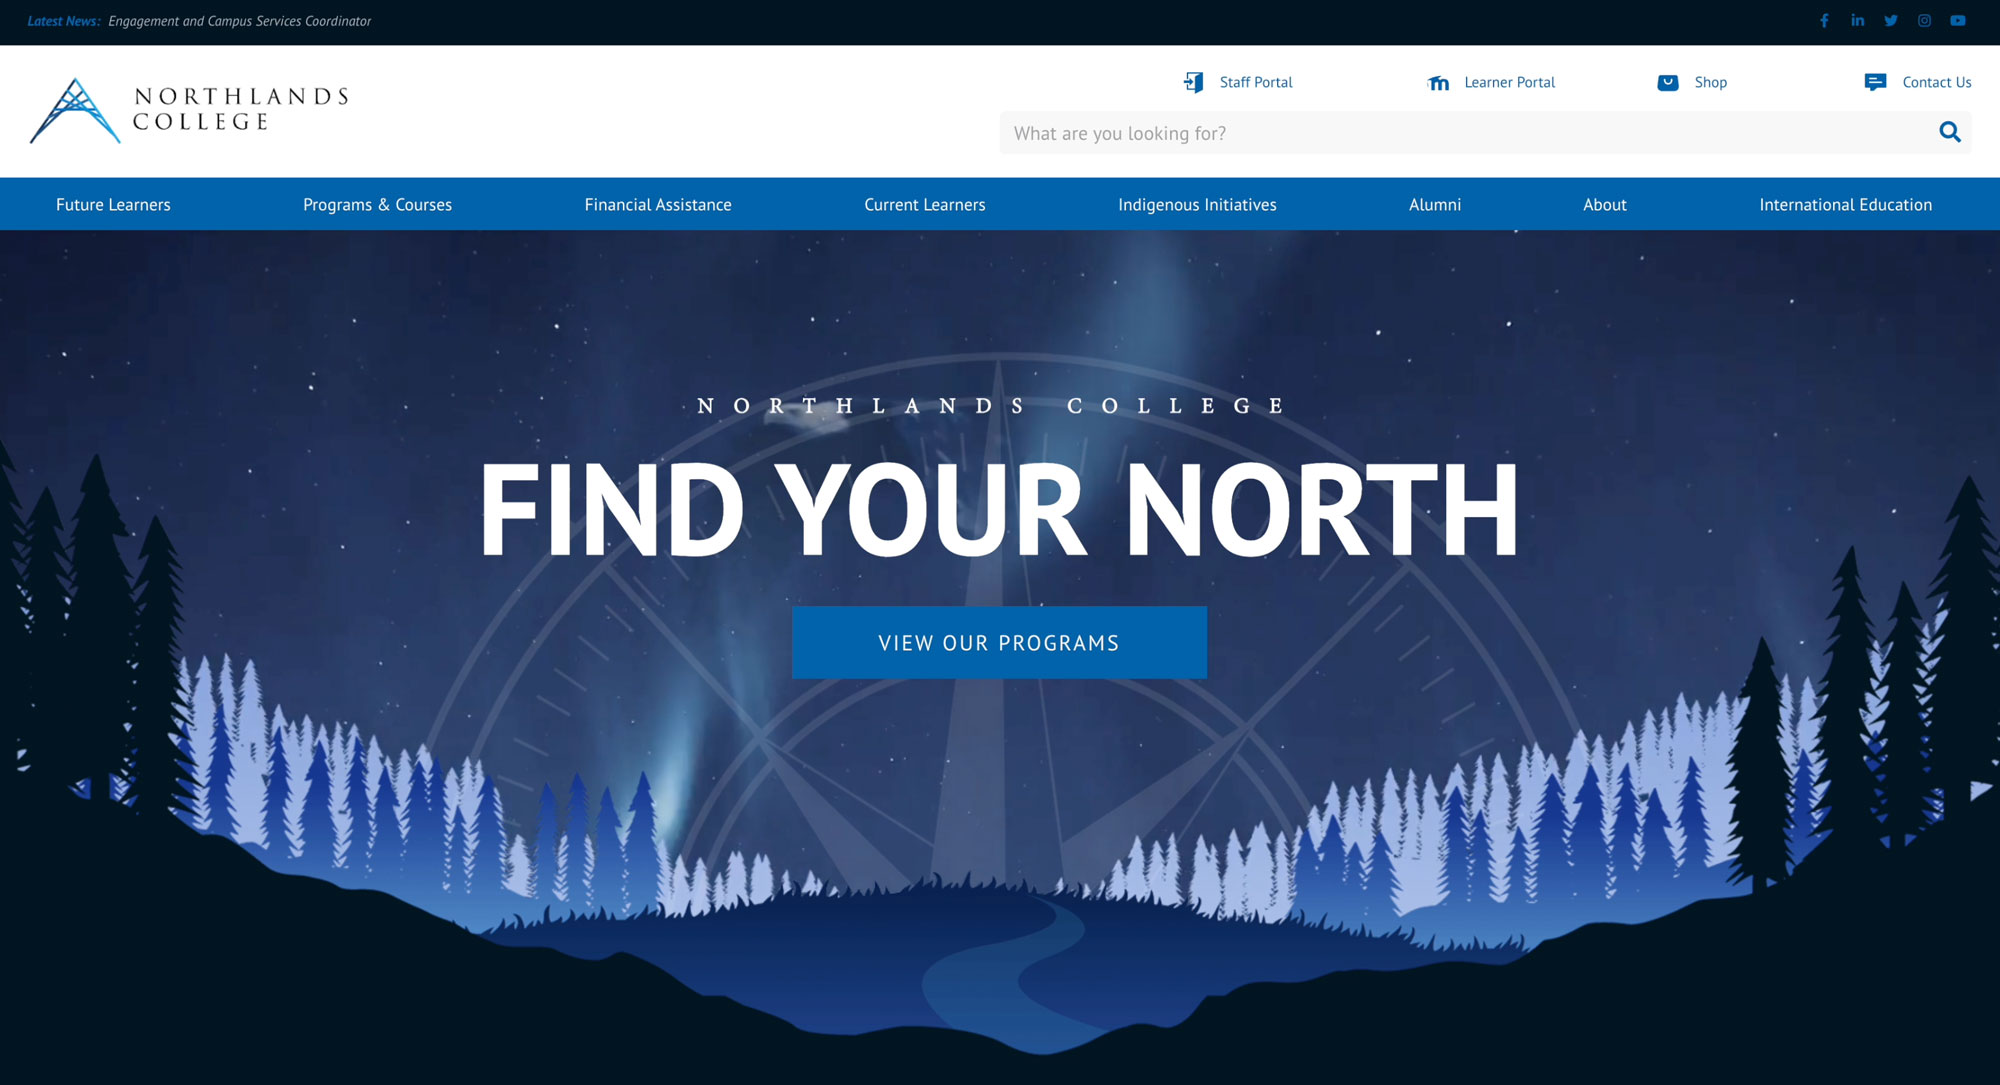 Latest News: Engagement and Campus Services Coordinator
NORTHLANDS
COLLEGE
Staff Portal
Learner Portal
Shop
Contact Us
What are you looking for?
Future Learners
Programs & Courses
Financial Assistance
Current Learners
Indigenous Initiatives
Alumni
About
International Education
NORTHLANDS COLLEGE
FIND YOUR NORTH
VIEW OUR PROGRAMS